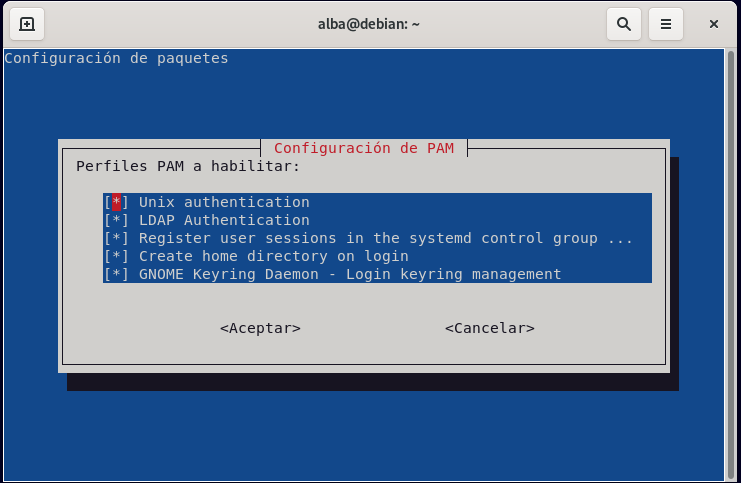 alba@debian: ~
Configuración de paquetes
Configuración de PAM
Perfiles PAM a habilitar:
[*] Unix authentication
[*] LDAP Authentication
[*] Register user sessions in the systemd control group ...
[*] Create home directory on login
[*] GNOME Keyring Daemon - Login keyring management
<Aceptar> <Cancelar>